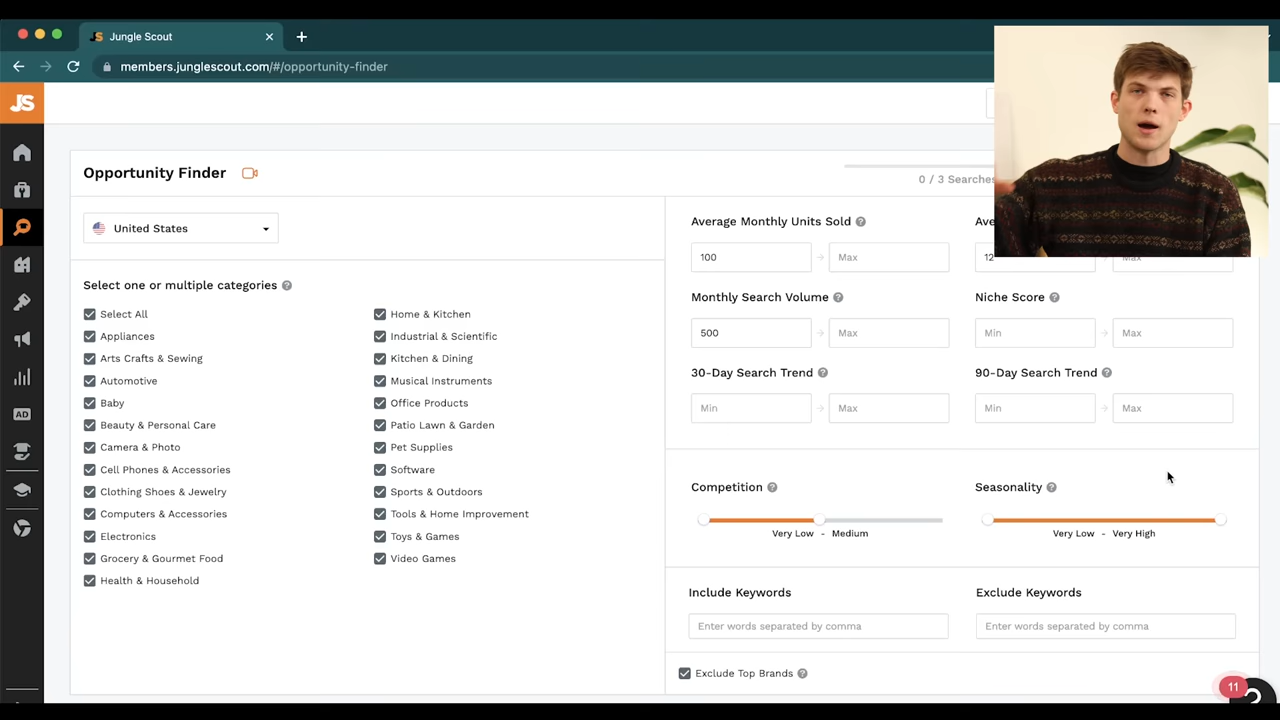 Jungle Scout
members.junglescout.com/#/opportunity-finder
JS
Opportunity Finder
0 / 3 Searches
United States
Select one or multiple categories
Select All
Appliances
Arts Crafts & Sewing
Automotive
Baby
Beauty & Personal Care
Camera & Photo
Cell Phones & Accessories
Clothing Shoes & Jewelry
Computers & Accessories
Electronics
Grocery & Gourmet Food
Health & Household
Home & Kitchen
Industrial & Scientific
Kitchen & Dining
Musical Instruments
Office Products
Patio Lawn & Garden
Pet Supplies
Software
Sports & Outdoors
Tools & Home Improvement
Toys & Games
Video Games
Average Monthly Units Sold
100
Max
Ave
12
Max
Monthly Search Volume
500
Max
Niche Score
Min
Max
30-Day Search Trend
Min
Max
90-Day Search Trend
Min
Max
Competition
Very Low - Medium
Seasonality
Very Low - Very High
Include Keywords
Enter words separated by comma
Exclude Keywords
Enter words separated by comma
Exclude Top Brands
AD
11